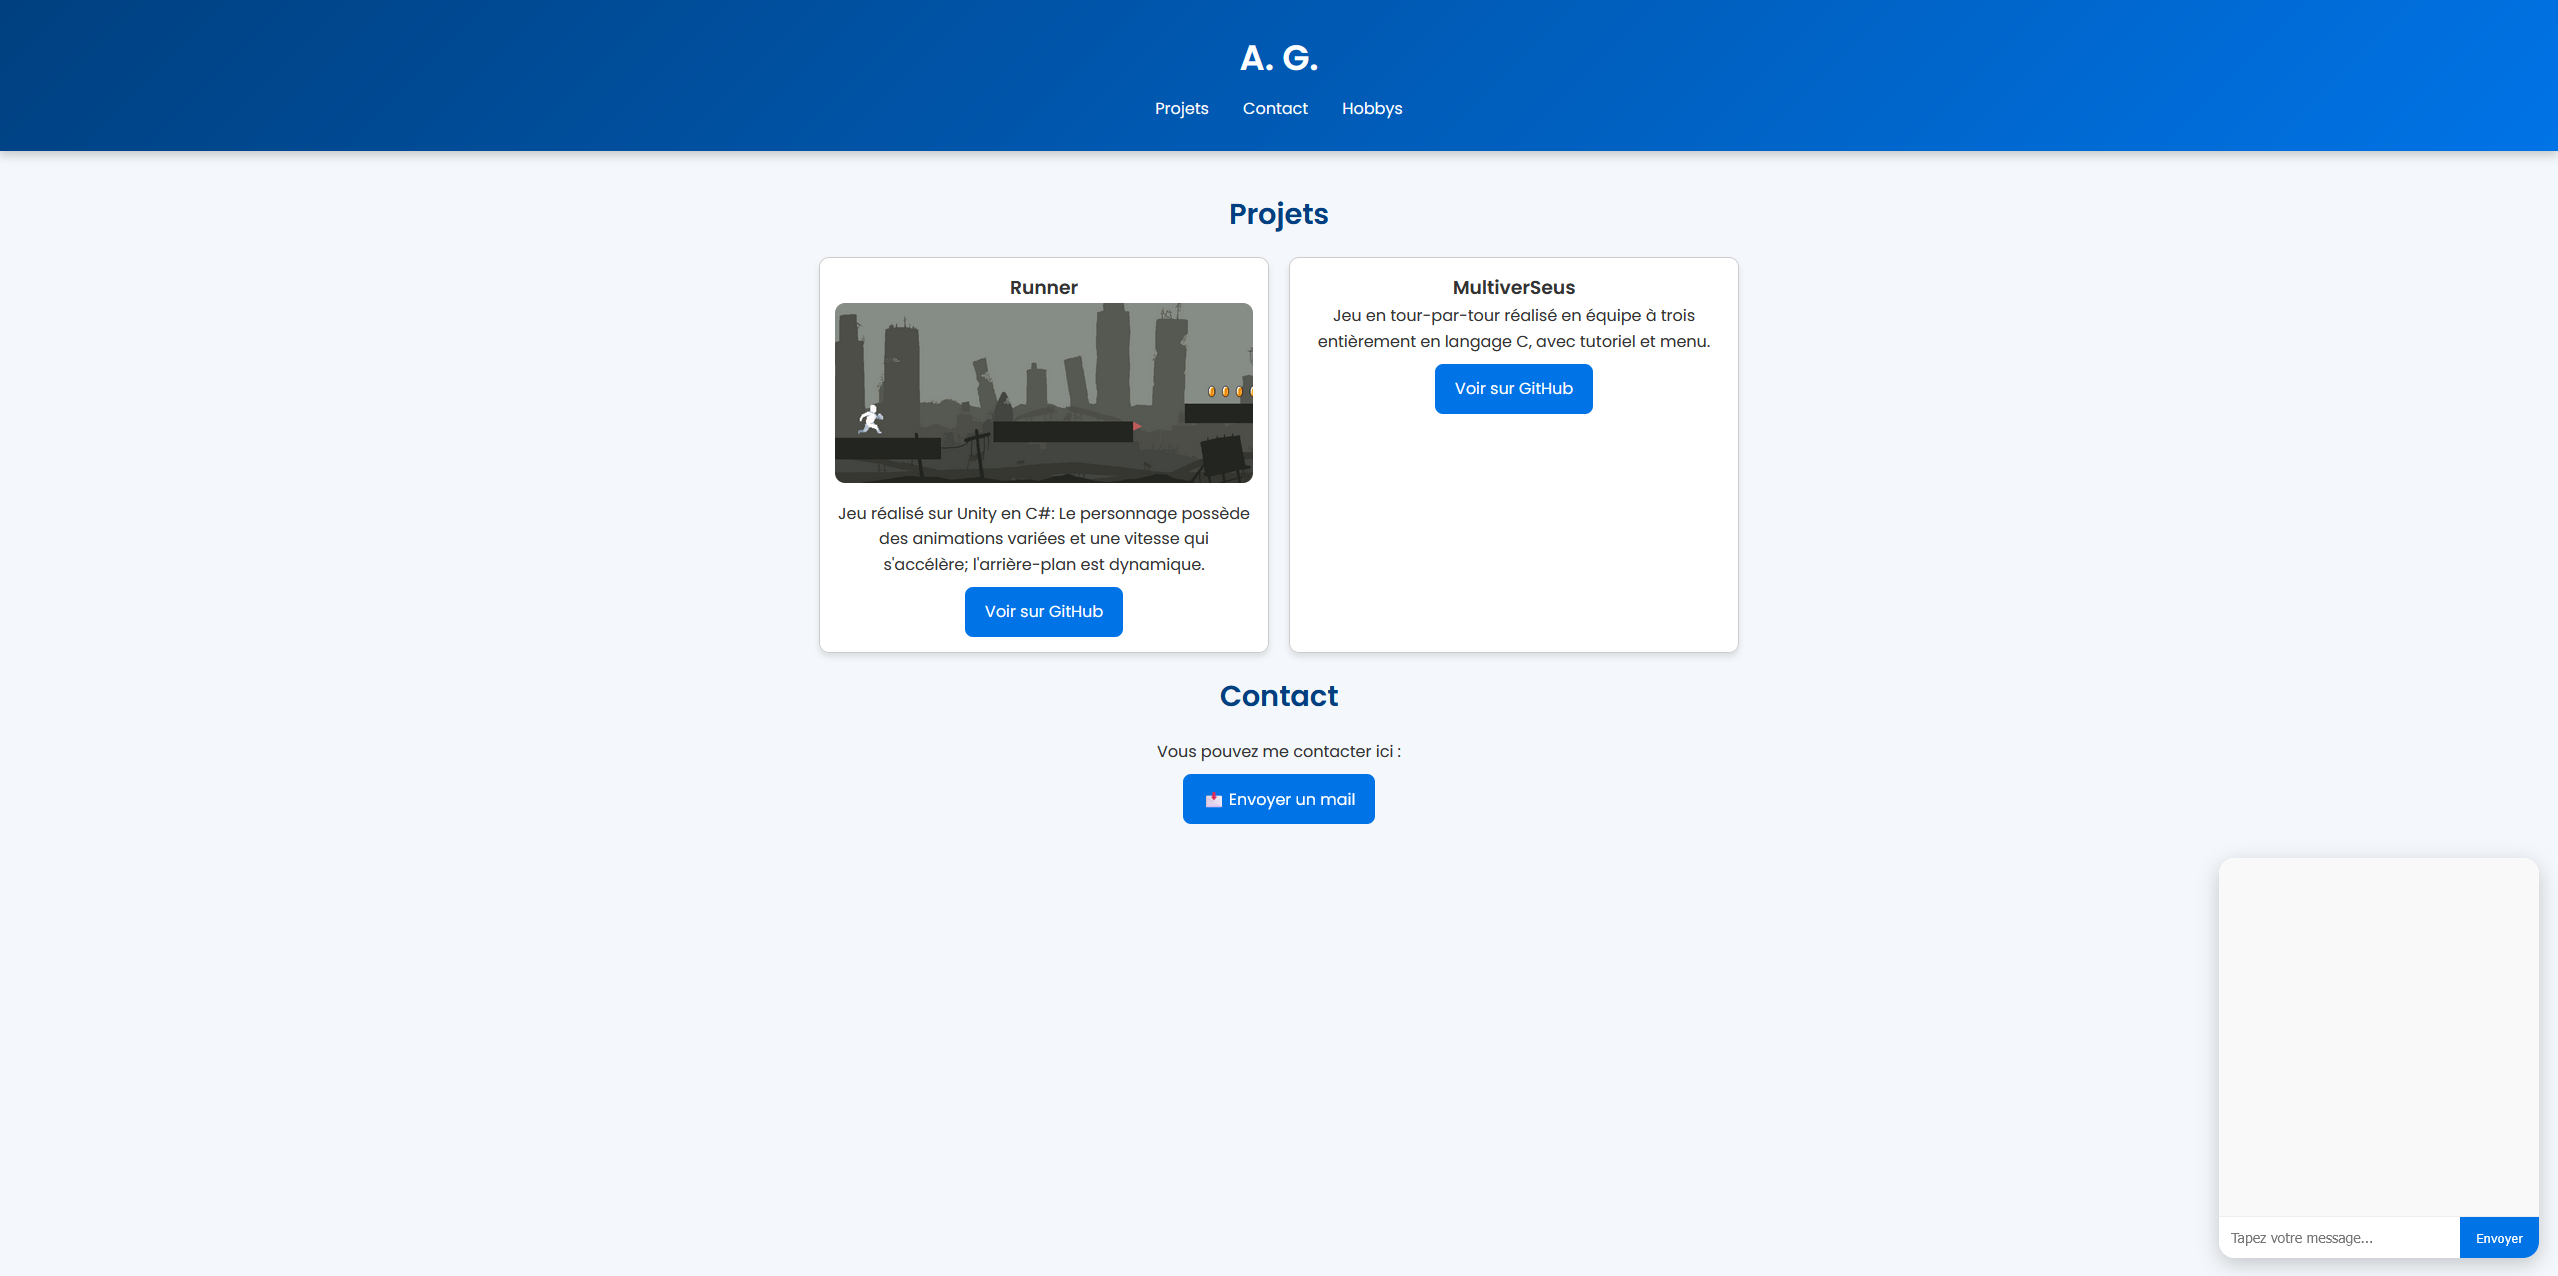 A. G.
Projets
Contact
Hobbys
Projets
Runner
Jeu réalisé sur Unity en C#: Le personnage possède
des animations variées et une vitesse qui
s'accélère; l'arrière-plan est dynamique.
Voir sur GitHub
MultiverSeus
Jeu en tour-par-tour réalisé en équipe à trois
entièrement en langage C, avec tutoriel et menu.
Voir sur GitHub
Contact
Vous pouvez me contacter ici :
📩 Envoyer un mail
Tapez votre message...
Envoyer